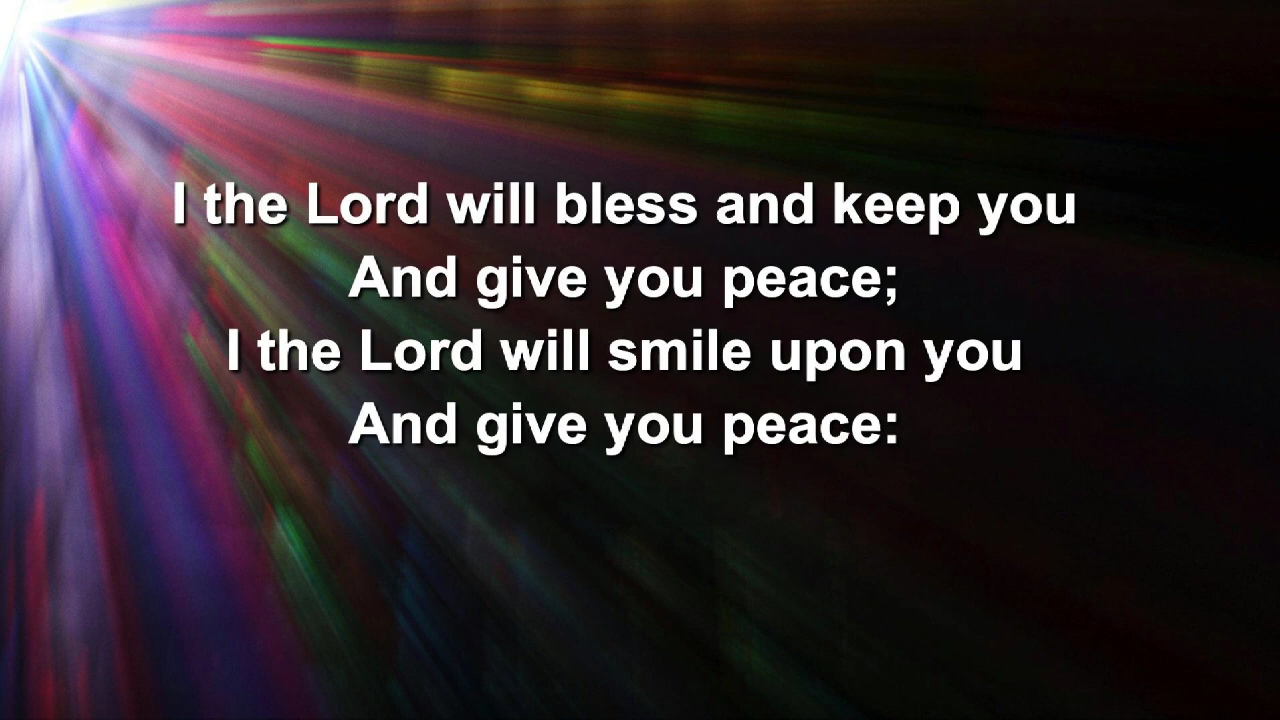 I the Lord will bless and keep you
And give you peace;
I the Lord will smile upon you
And give you peace: